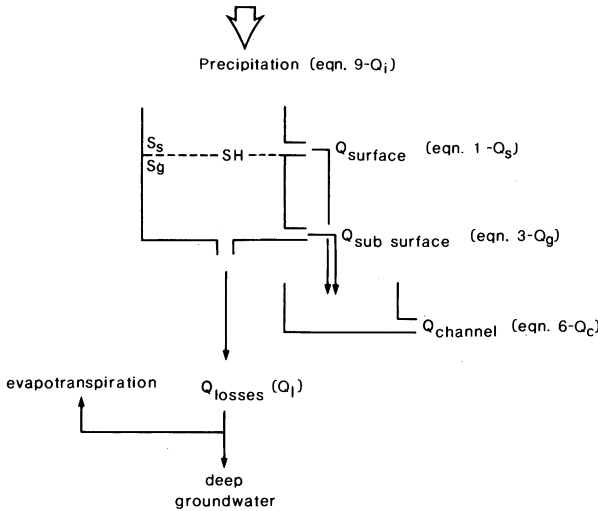 Precipitation (eqn. 9-Qi)
Ss
Sg
SH
Qsurface (eqn. 1-Qs)
Qsub surface (eqn. 3-Qg)
Qchannel (eqn. 6-Qc)
evapotranspiration
Qlosses (Ql)
deep
groundwater